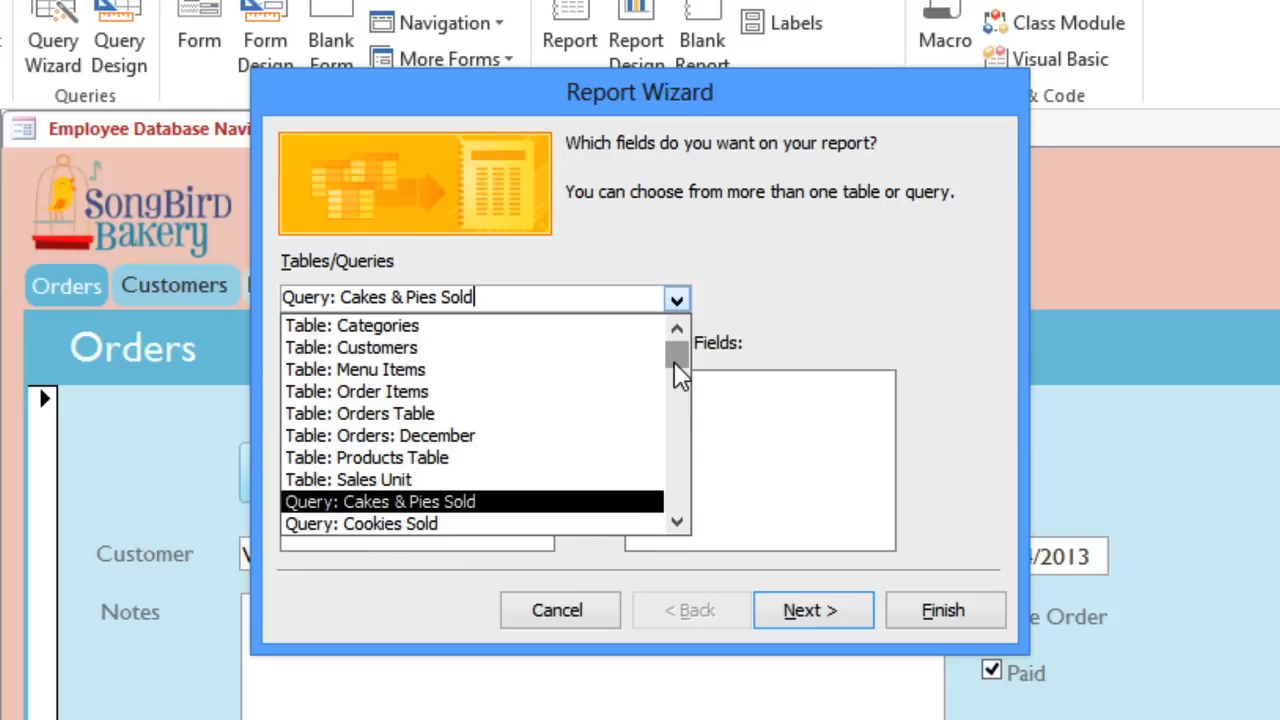 Query
Wizard
Query
Design
Queries
Form
Form
Design
Blank
Form
Navigation
More Forms
Report
Report
Design
Blank
Report
Labels
Macro
Class Module
Visual Basic
& Code
Employee Database Navi
SongBird
Bakery
Orders
Customers
Orders
Customer
Notes
/2013
e Order
Paid
Report Wizard
Which fields do you want on your report?
You can choose from more than one table or query.
Tables/Queries
Query: Cakes & Pies Sold
Table: Categories
Table: Customers
Table: Menu Items
Table: Order Items
Table: Orders Table
Table: Orders: December
Table: Products Table
Table: Sales Unit
Query: Cakes & Pies Sold
Query: Cookies Sold
Fields:
Cancel
< Back
Next >
Finish